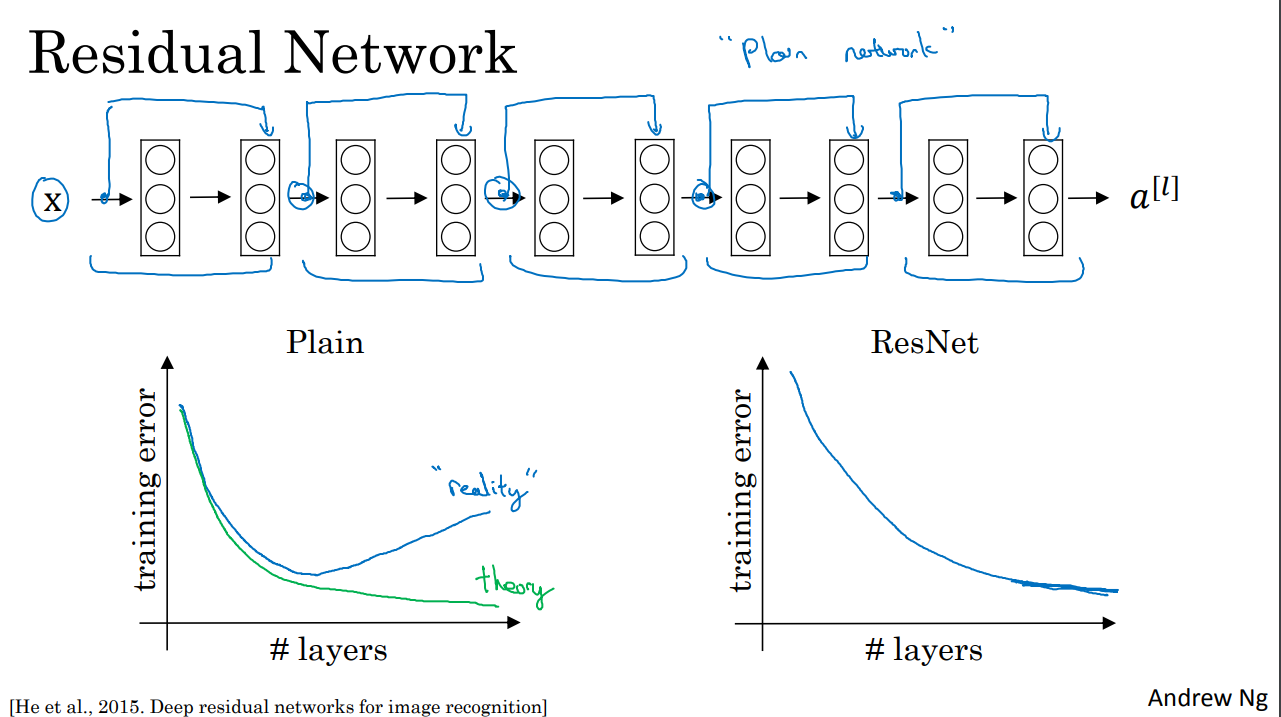 Residual Network
"Plain network"
x
a[l]
Plain
ResNet
training error
"reality"
theory
# layers
training error
# layers
[He et al., 2015. Deep residual networks for image recognition]
Andrew Ng